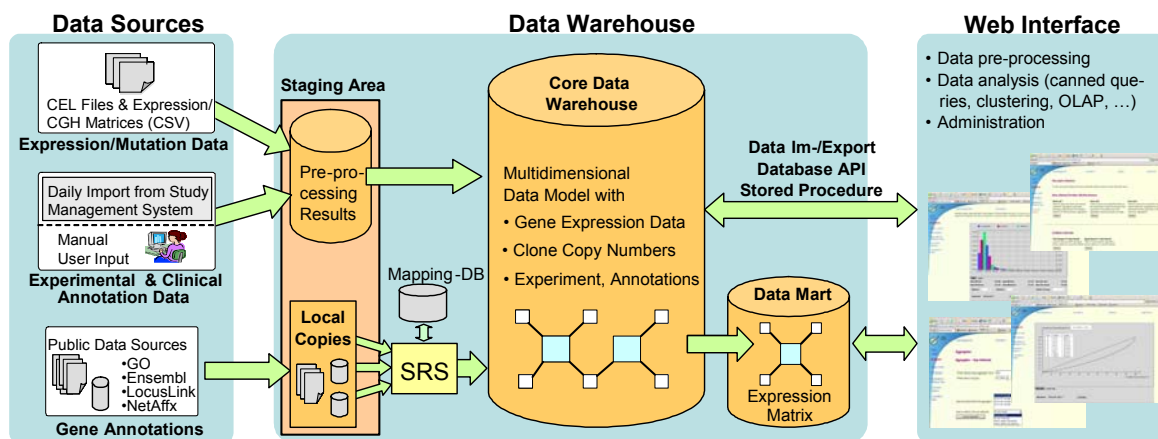 Data Sources
CEL Files & Expression/
CGH Matrices (CSV)
Expression/Mutation Data
Daily Import from Study
Management System
Manual
User Input
Experimental & Clinical
Annotation Data
Public Data Sources
•GO
•Ensembl
•LocusLink
•NetAffx
Gene Annotations
Data Warehouse
Staging Area
Pre-pro-
cessing
Results
Local
Copies
Mapping-DB
SRS
Core Data
Warehouse
Multidimensional
Data Model with
• Gene Expression Data
• Clone Copy Numbers
• Experiment, Annotations
Data Mart
Expression
Matrix
Data Im-/Export
Database API
Stored Procedure
Web Interface
• Data pre-processing
• Data analysis (canned que-
ries, clustering, OLAP, …)
• Administration